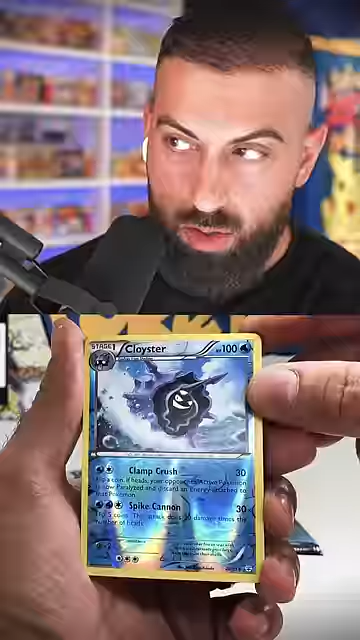 STAGE 1 Cloyster HP 100
Clamp Crush 30
Flip a coin. If heads, your opponent's Active Pokémon
is now Paralyzed and discard an Energy attached to
that Pokémon.
Spike Cannon 30
Flip 5 coins. This attack does 30 damage times the
number of heads.